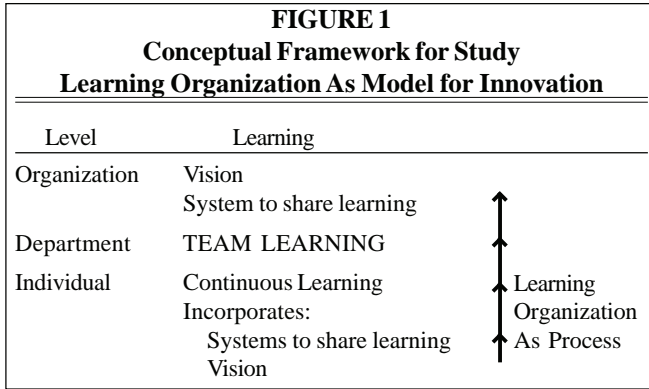 FIGURE 1
Conceptual Framework for Study
Learning Organization As Model for Innovation
Level Learning
Organization Vision
System to share learning
Department TEAM LEARNING
Individual Continuous Learning Learning
Incorporates: Organization
Systems to share learning As Process
Vision